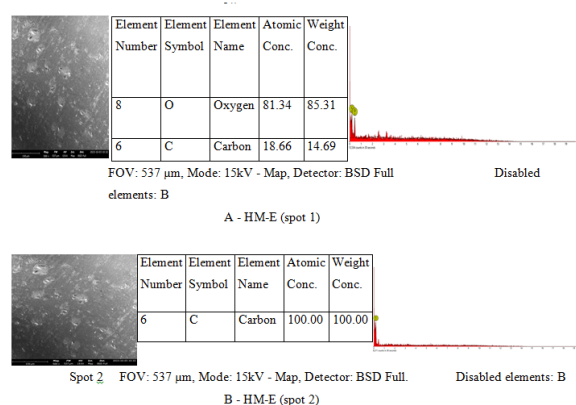 Element Element Element Atomic Weight
Number Symbol Name Conc. Conc.
8 O Oxygen 81.34 85.31
6 C Carbon 18.66 14.69
FOV: 537 μm, Mode: 15kV - Map, Detector: BSD Full Disabled
elements: B
A - HM-E (spot 1)
Element Element Element Atomic Weight
Number Symbol Name Conc. Conc.
6 C Carbon 100.00 100.00
Spot 2 FOV: 537 μm, Mode: 15kV - Map, Detector: BSD Full. Disabled elements: B
B - HM-E (spot 2)